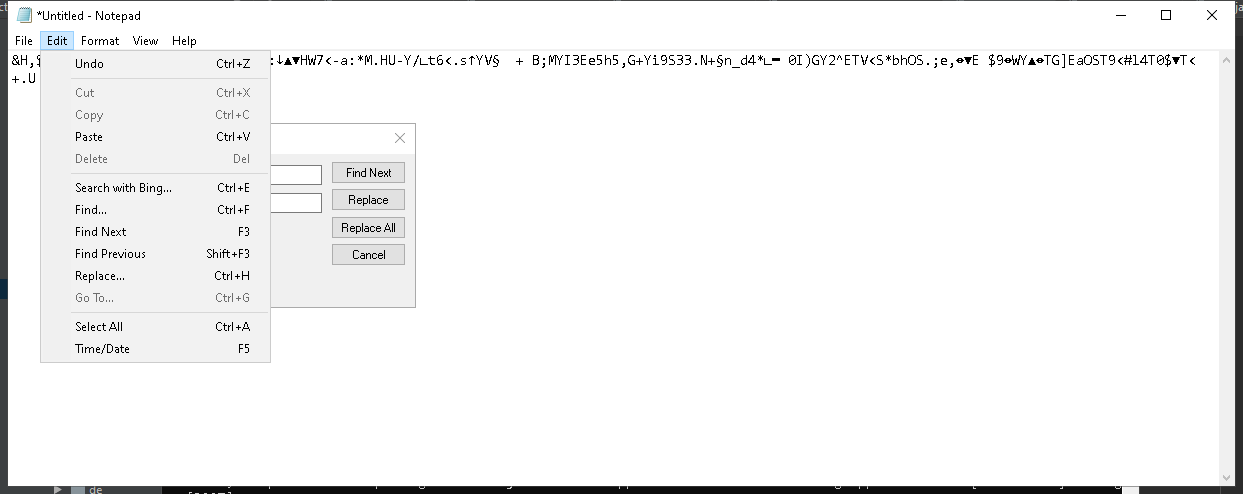 *Untitled - Notepad
File Edit Format View Help
&H,
:↓▲▼HW7<-a:*M.HU-Y/∟t6<.s↑YV§ + B;MYI3Ee5h5,G+Yi9S33.N+§n_d4*∟▬ 0I)GY2^ETV<S*bhOS.;e,↔▼E $9↔WY▲↔TG]EaOST9<#l4T0$▼T<
+.U
Undo Ctrl+Z
Cut Ctrl+X
Copy Ctrl+C
Paste Ctrl+V
Delete Del
Search with Bing... Ctrl+E
Find... Ctrl+F
Find Next F3
Find Previous Shift+F3
Replace... Ctrl+H
Go To... Ctrl+G
Select All Ctrl+A
Time/Date F5
Find Next
Replace
Replace All
Cancel
de